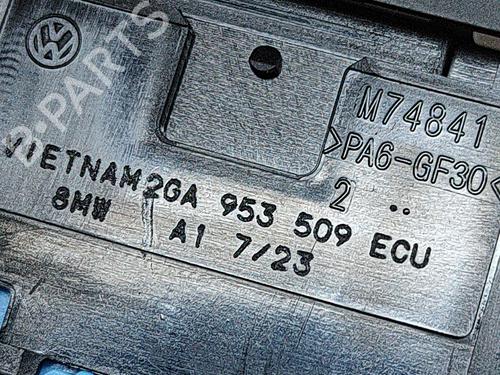 B-PARTS
M74841
>PA6-GF30<
2 ..
VIETNAM 2GA 953 509 ECU
8MW A1 7/23